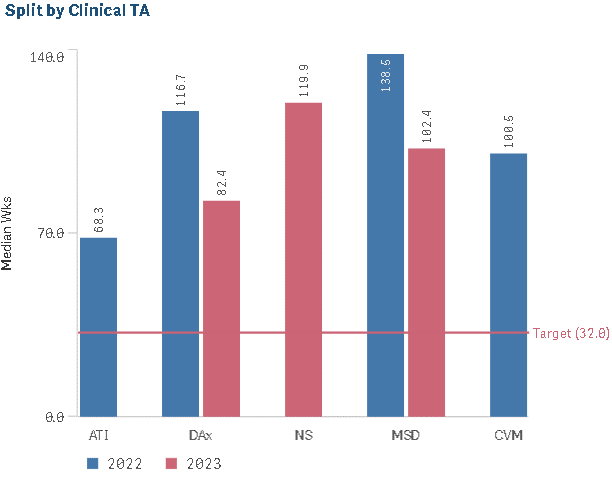 Split by Clinical TA
Median Wks
140.0
70.0
0.0
68.3
116.7
82.4
119.9
138.5
102.4
100.5
Target (32.0)
ATI DAx NS MSD CVM
2022 2023